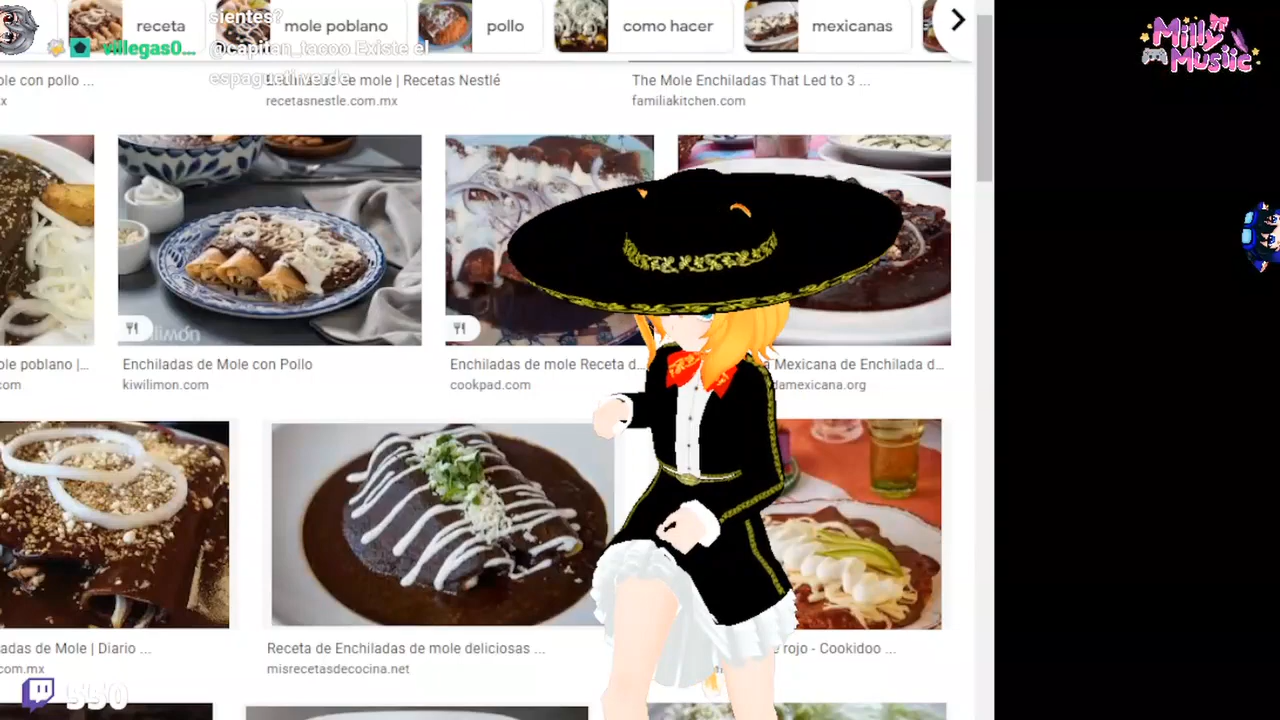 receta
mole poblano
pollo
como hacer
mexicanas
sientes?
villegas0...
@capitan_tacoo Existe el
espagueti verde
Milly
Musiic
ole con pollo ...
x
de mole | Recetas Nestlé
recetasnestle.com.mx
The Mole Enchiladas That Led to 3 ...
familiakitchen.com
ole poblano |...
com
limón
Enchiladas de Mole con Pollo
kiwilimon.com
Enchiladas de mole Receta d...
cookpad.com
a Mexicana de Enchilada d...
damexicana.org
adas de Mole | Diario ...
com.mx
Receta de Enchiladas de mole deliciosas ...
misrecetasdecocina.net
rojo - Cookidoo ...
550